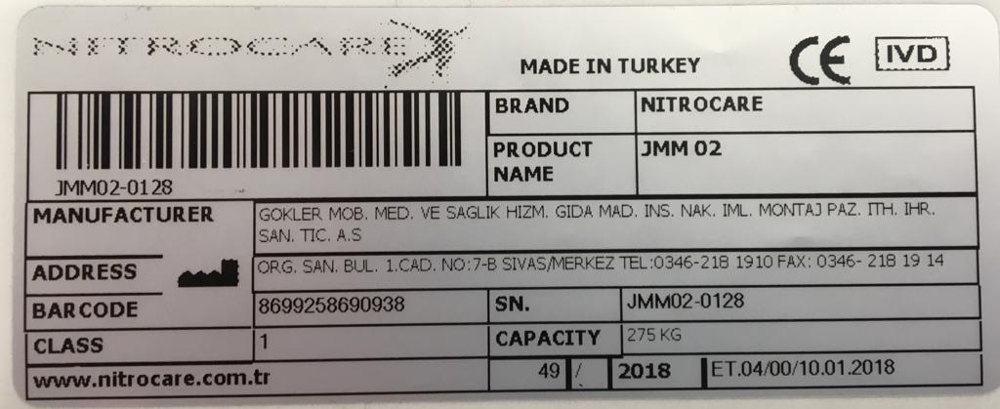 NITROCARE
MADE IN TURKEY
CE
IVD
JMM02-0128
BRAND NITROCARE
PRODUCT NAME JMM 02
MANUFACTURER GOKLER MOB. MED. VE SAGLIK HIZM. GIDA MAD. INS. NAK. IML. MONTAJ PAZ. ITH. IHR.
SAN. TIC. A.S
ADDRESS ORG. SAN. BUL. 1.CAD. NO:7-B SIVAS/MERKEZ TEL:0346-218 1910 FAX: 0346- 218 19 14
BARCODE 8699258690938 SN. JMM02-0128
CLASS 1 CAPACITY 275 KG
www.nitrocare.com.tr 49 / 2018 ET.04/00/10.01.2018